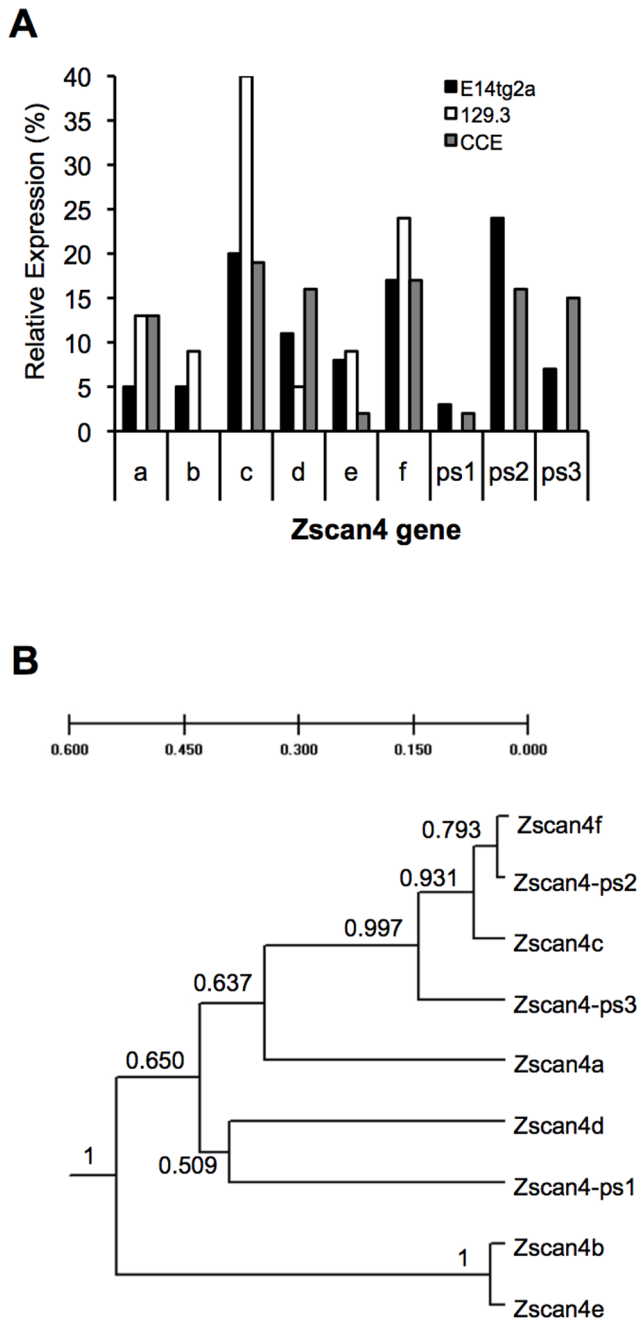 A
Relative Expression (%)
40
35
30
25
20
15
10
5
0
E14tg2a
129.3
CCE
a b c d e f ps1 ps2 ps3
Zscan4 gene
B
0.600 0.450 0.300 0.150 0.000
0.793
Zscan4f
0.931
Zscan4-ps2
0.997
Zscan4c
0.637
Zscan4-ps3
0.650
Zscan4a
1
Zscan4d
0.509
Zscan4-ps1
1
Zscan4b
Zscan4e